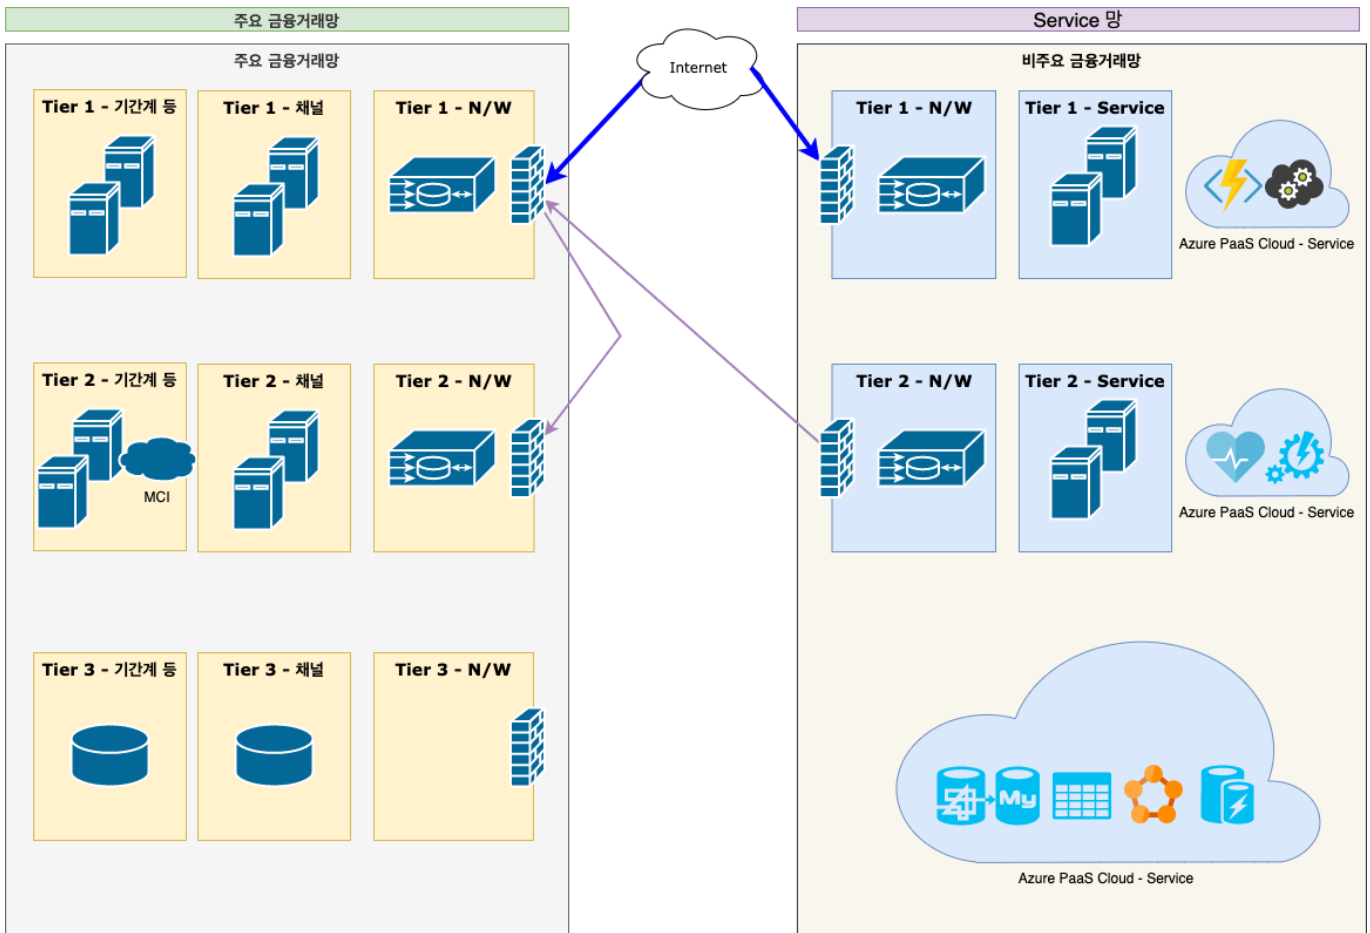 주요 금융거래망
Service 망
주요 금융거래망
Internet
비주요 금융거래망
Tier 1 - 기간계 등
Tier 1 - 채널
Tier 1 - N/W
Tier 1 - N/W
Tier 1 - Service
Azure PaaS Cloud - Service
Tier 2 - 기간계 등
Tier 2 - 채널
Tier 2 - N/W
Tier 2 - N/W
Tier 2 - Service
MCI
Azure PaaS Cloud - Service
Tier 3 - 기간계 등
Tier 3 - 채널
Tier 3 - N/W
My
Azure PaaS Cloud - Service